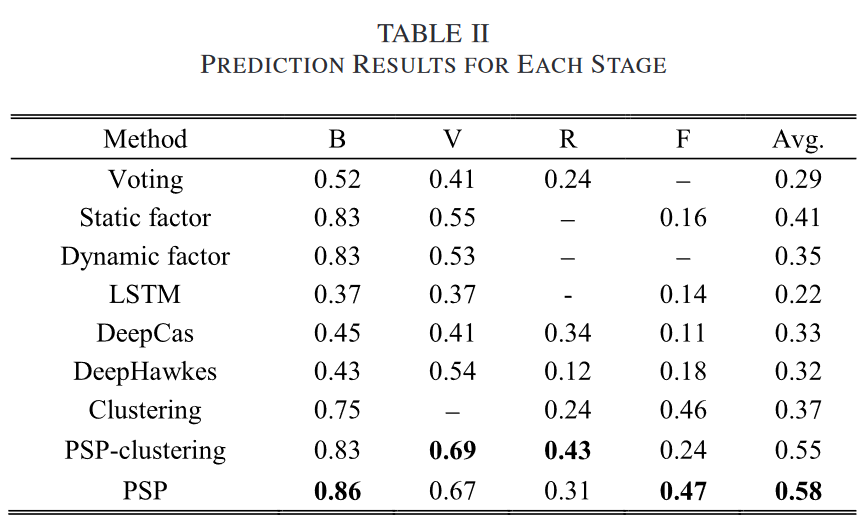 TABLE II
PREDICTION RESULTS FOR EACH STAGE
Method B V R F Avg.
Voting 0.52 0.41 0.24 – 0.29
Static factor 0.83 0.55 – 0.16 0.41
Dynamic factor 0.83 0.53 – – 0.35
LSTM 0.37 0.37 - 0.14 0.22
DeepCas 0.45 0.41 0.34 0.11 0.33
DeepHawkes 0.43 0.54 0.12 0.18 0.32
Clustering 0.75 – 0.24 0.46 0.37
PSP-clustering 0.83 0.69 0.43 0.24 0.55
PSP 0.86 0.67 0.31 0.47 0.58